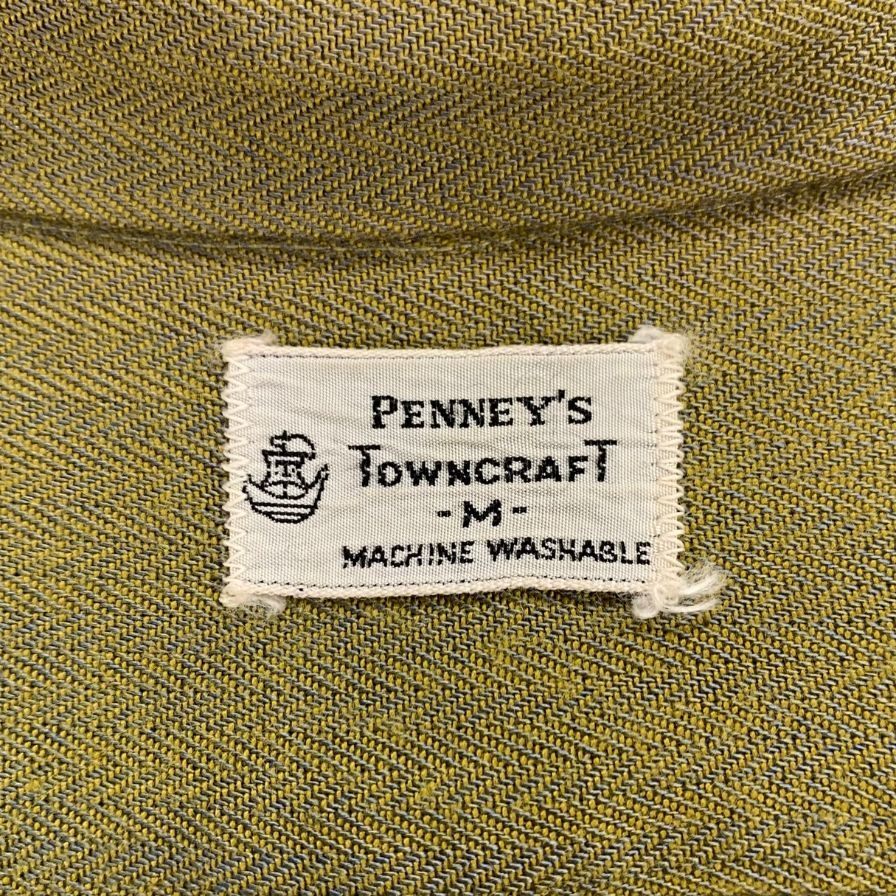 PENNEY'S
TOWNCRAFT
-M-
MACHINE WASHABLE